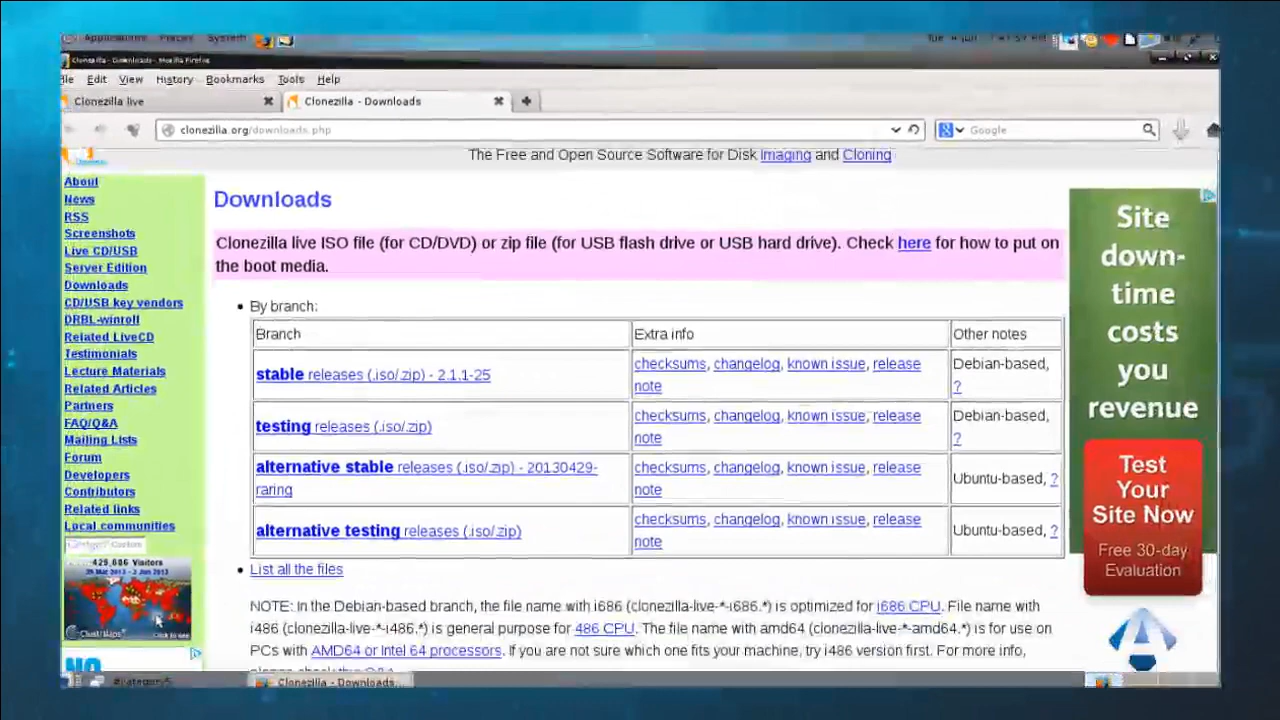 Applications Places System
Clonezilla - Downloads - Mozilla Firefox
Edit View History Bookmarks Tools Help
Clonezilla live
Clonezilla - Downloads
clonezilla.org/downloads.php
Google
The Free and Open Source Software for Disk Imaging and Cloning
About
News
RSS
Screenshots
Live CD/USB
Server Edition
Downloads
CD/USB key vendors
DRBL-winroll
Related LiveCD
Testimonials
Lecture Materials
Related Articles
Partners
FAQ/Q&A
Mailing Lists
Forum
Developers
Contributors
Related links
Local communities
429,606 Visitors
Downloads
Clonezilla live ISO file (for CD/DVD) or zip file (for USB flash drive or USB hard drive). Check here for how to put on
the boot media.
By branch:
Branch Extra info Other notes
stable releases (.iso/.zip) - 2.1.1-25
checksums, changelog, known issue, release
note
Debian-based,
?
testing releases (.iso/.zip)
checksums, changelog, known issue, release
note
Debian-based,
?
alternative stable releases (.iso/.zip) - 20130429-
raring
checksums, changelog, known issue, release
note
Ubuntu-based, ?
alternative testing releases (.iso/.zip)
checksums, changelog, known issue, release
note
Ubuntu-based, ?
List all the files
NOTE: In the Debian-based branch, the file name with i686 (clonezilla-live-*-i686.*) is optimized for i686 CPU. File name with
i486 (clonezilla-live-*-i486.*) is general purpose for 486 CPU. The file name with amd64 (clonezilla-live-*-amd64.*) is for use on
PCs with AMD64 or Intel 64 processors. If you are not sure which one fits your machine, try i486 version first. For more info,
Site
down-
time
costs
you
revenue
Test
Your
Site Now
Free 30-day
Evaluation
#category5
Clonezilla - Downloads...